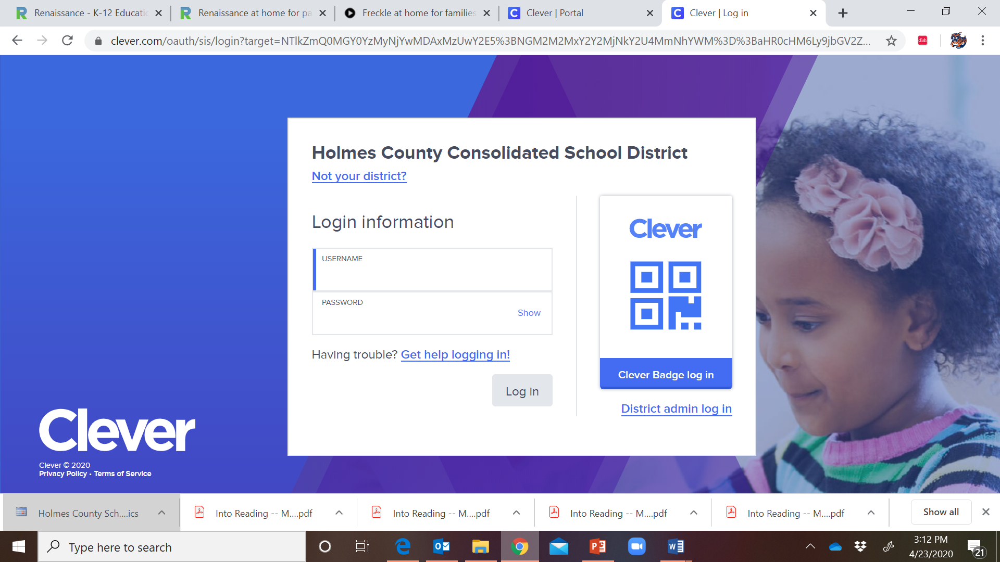 Renaissance - K-12 Educatio
Renaissance at home for pa
Freckle at home for families
Clever | Portal
Clever | Log in
clever.com/oauth/sis/login?target=NTlkZmQ0MGY0YzMyNjYwMDAxMzUwY2E5%3BNGM2M2MxY2Y2MjNkY2U4MmNhYWM%3D%3BaHR0cHM6Ly9jbGV2Z...
dish
Holmes County Consolidated School District
Not your district?
Login information
USERNAME
PASSWORD
Show
Having trouble? Get help logging in!
Log in
Clever
Clever Badge log in
District admin log in
Clever
Clever © 2020
Privacy Policy • Terms of Service
Holmes County Sch....ics
Into Reading -- M....pdf
Into Reading -- M....pdf
Into Reading -- M....pdf
Into Reading -- M....pdf
Show all
Type here to search
3:12 PM
4/23/2020
21